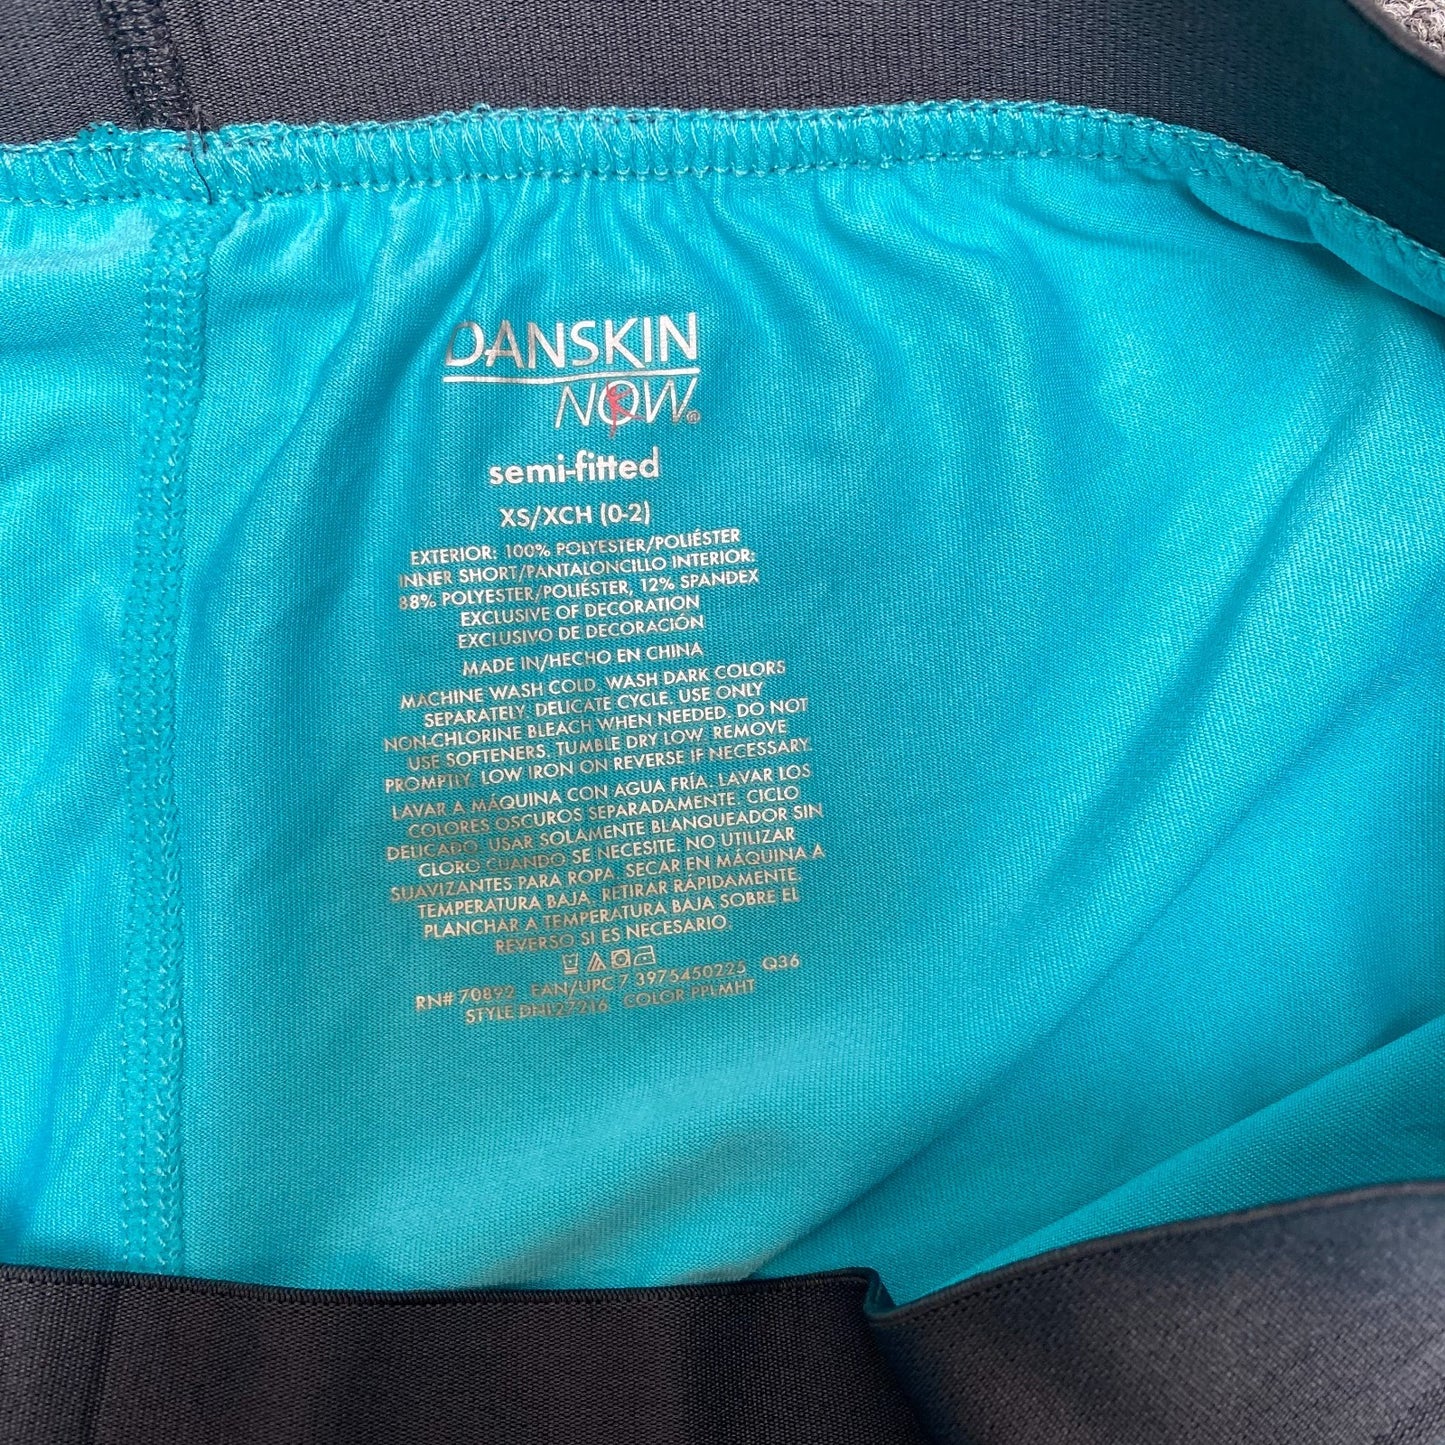 DANSKIN
NOW®
semi-fitted
XS/XCH (0-2)
EXTERIOR: 100% POLYESTER/POLIÉSTER
INNER SHORT/PANTALONCILLO INTERIOR:
88% POLYESTER/POLIÉSTER, 12% SPANDEX
EXCLUSIVE OF DECORATION
EXCLUSIVO DE DECORACIÓN
MADE IN/HECHO EN CHINA
MACHINE WASH COLD. WASH DARK COLORS
SEPARATELY. DELICATE CYCLE. USE ONLY
NON-CHLORINE BLEACH WHEN NEEDED. DO NOT
USE SOFTENERS. TUMBLE DRY LOW. REMOVE
PROMPTLY. LOW IRON ON REVERSE IF NECESSARY.
LAVAR A MÁQUINA CON AGUA FRÍA. LAVAR LOS
COLORES OSCUROS SEPARADAMENTE. CICLO
DELICADO. USAR SOLAMENTE BLANQUEADOR SIN
CLORO CUANDO SE NECESITE. NO UTILIZAR
SUAVIZANTES PARA ROPA. SECAR EN MÁQUINA A
TEMPERATURA BAJA. RETIRAR RÁPIDAMENTE.
PLANCHAR A TEMPERATURA BAJA SOBRE EL
REVERSO SI ES NECESARIO.
RN# 70892 EAN/UPC 7 3975450225 Q36
STYLE DNL27216 COLOR PPLMHT